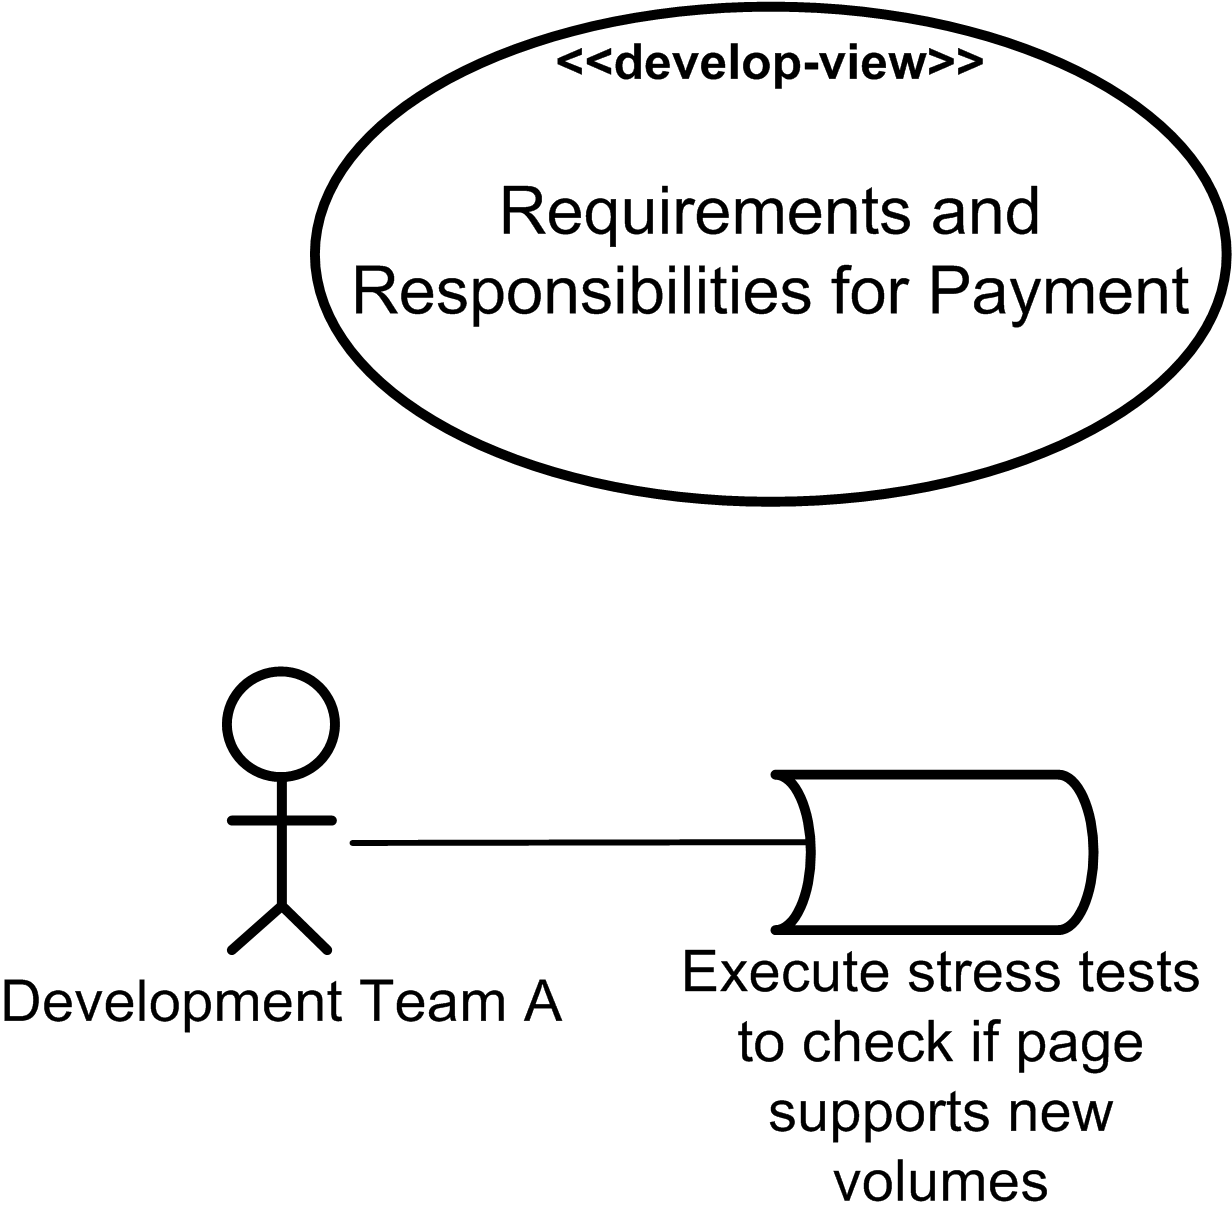 <<develop-view>>
Requirements and
Responsibilities for Payment
Development Team A
Execute stress tests
to check if page
supports new
volumes